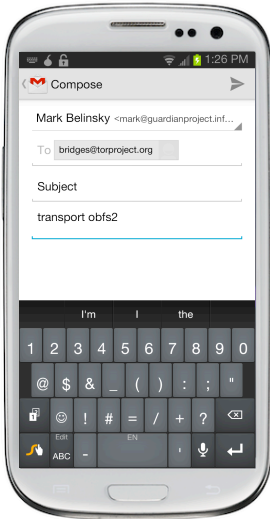 1:26 PM
Compose
Mark Belinsky <mark@guardianproject.inf...
To bridges@torproject.org
Subject
transport obfs2
I'm I the
1 2 3 4 5 6 7 8 9 0
@ $ & _ ( ) : ; "
! # = / + ?
Edit EN
ABC - '